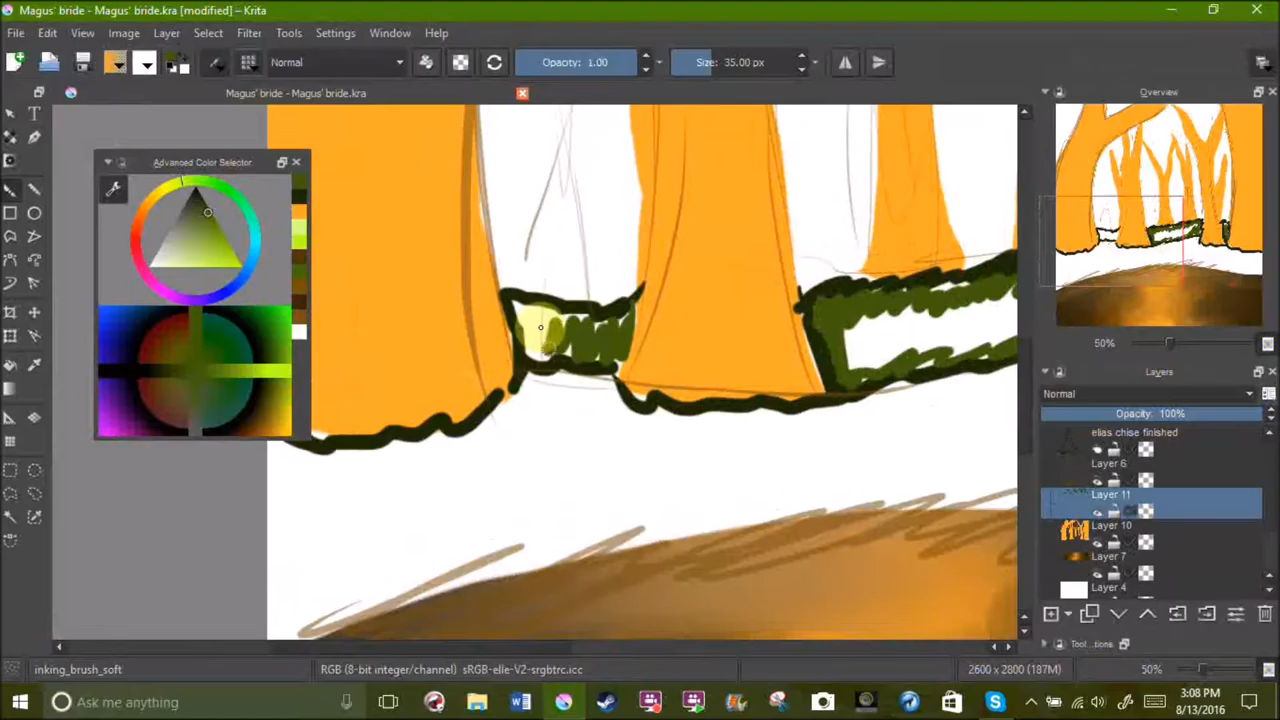 Magus' bride - Magus' bride.kra [modified] – Krita
File Edit View Image Layer Select Filter Tools Settings Window Help
Normal Opacity: 1.00 Size: 35.00 px
Magus' bride - Magus' bride.kra
Overview
Advanced Color Selector
50%
Layers
Normal
Opacity: 100%
elias chise finished
Layer 6
Layer 11
Layer 10
Layer 7
Layer 4
Tool...tions
inking_brush_soft
RGB (8-bit integer/channel) sRGB-elle-V2-srgbtrc.icc
2600 x 2800 (187M)
50%
Ask me anything
3:08 PM
8/13/2016